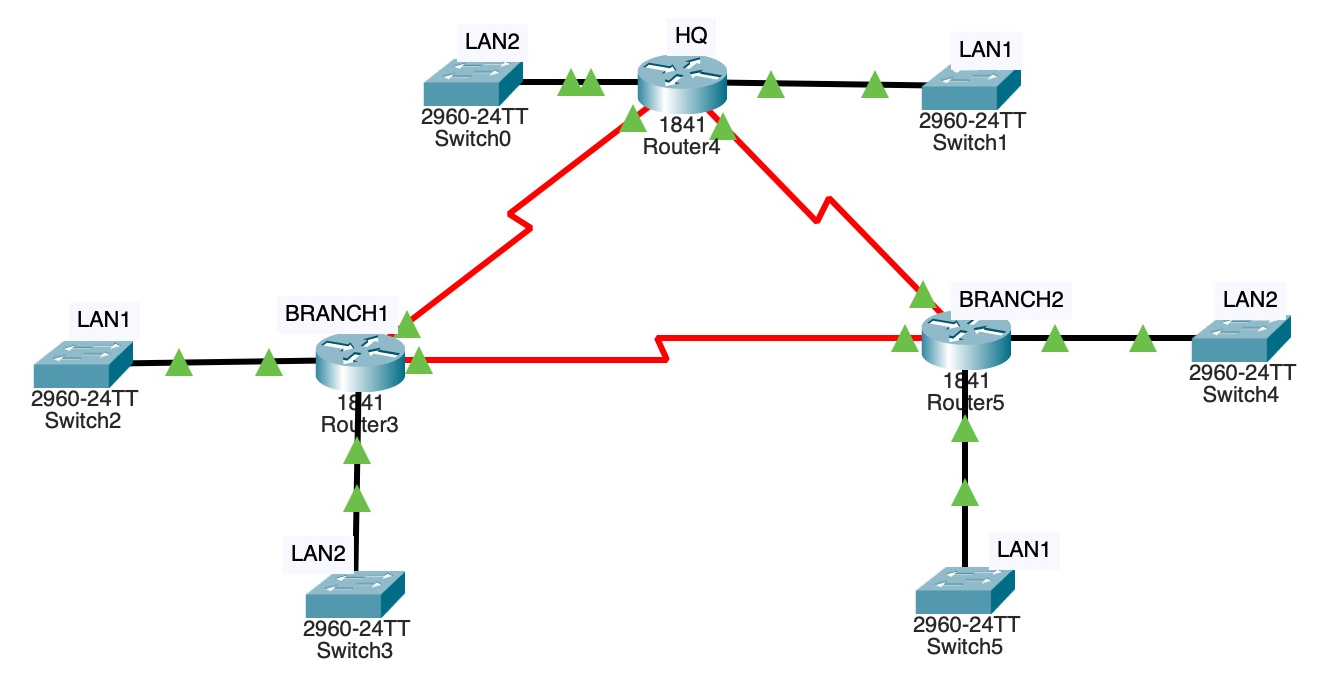 LAN2
HQ
LAN1
2960-24TT
Switch0
1841
Router4
2960-24TT
Switch1
LAN1
BRANCH1
BRANCH2
LAN2
2960-24TT
Switch2
1841
Router3
1841
Router5
2960-24TT
Switch4
LAN2
2960-24TT
Switch3
LAN1
2960-24TT
Switch5